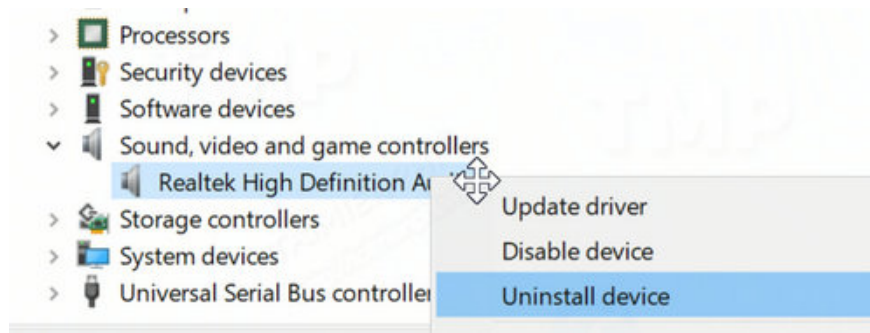 Processors
Security devices
Software devices
Sound, video and game controllers
Realtek High Definition Au
Storage controllers
System devices
Universal Serial Bus controller
Update driver
Disable device
Uninstall device
TMP